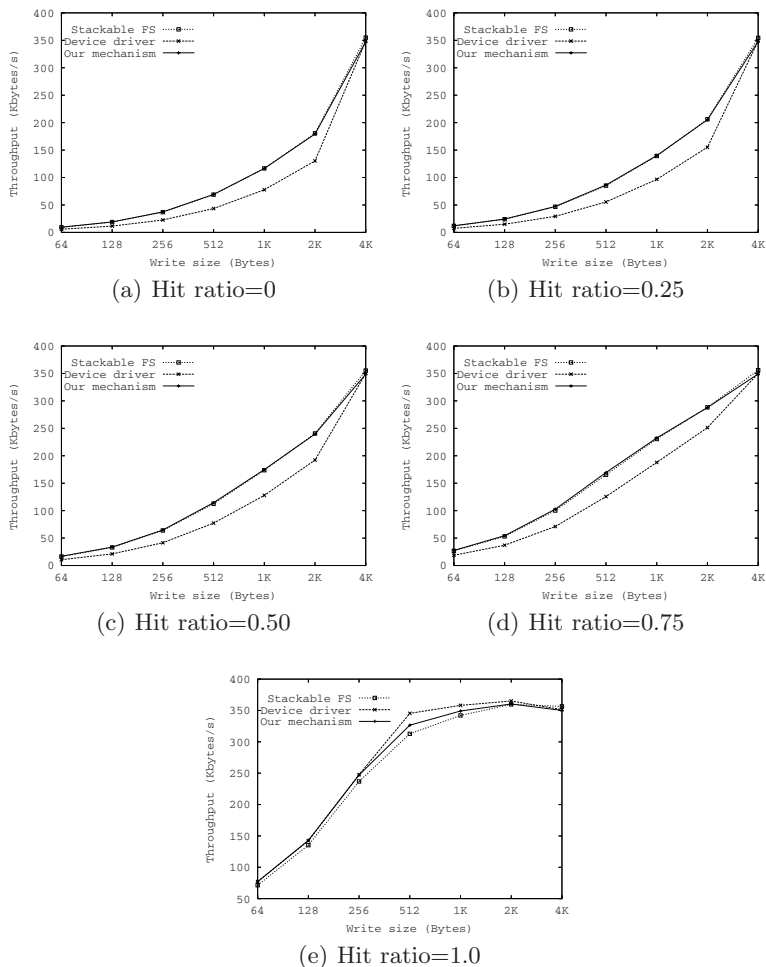 400
350
300
250
200
150
100
50
0
Throughput (Kbytes/s)
Stackable FS
Device driver
Our mechanism
64 128 256 512 1K 2K 4K
Write size (Bytes)
(a) Hit ratio=0
400
350
300
250
200
150
100
50
0
Throughput (Kbytes/s)
Stackable FS
Device driver
Our mechanism
64 128 256 512 1K 2K 4K
Write size (Bytes)
(b) Hit ratio=0.25
400
350
300
250
200
150
100
50
0
Throughput (Kbytes/s)
Stackable FS
Device driver
Our mechanism
64 128 256 512 1K 2K 4K
Write size (Bytes)
(c) Hit ratio=0.50
400
350
300
250
200
150
100
50
0
Throughput (Kbytes/s)
Stackable FS
Device driver
Our mechanism
64 128 256 512 1K 2K 4K
Write size (Bytes)
(d) Hit ratio=0.75
400
350
300
250
200
150
100
50
Throughput (Kbytes/s)
Stackable FS
Device driver
Our mechanism
64 128 256 512 1K 2K 4K
Write size (Bytes)
(e) Hit ratio=1.0